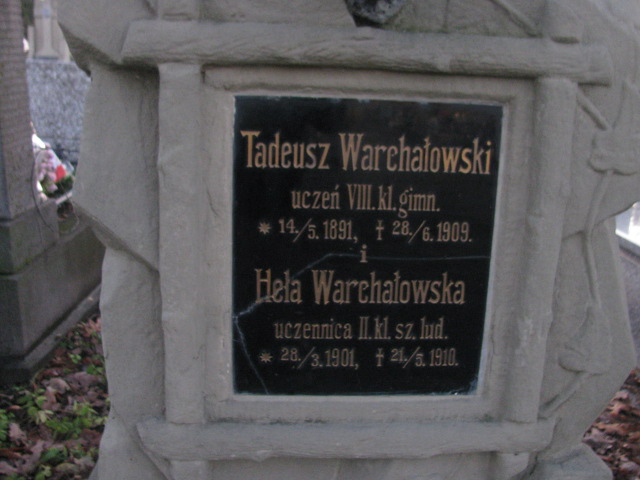 Tadeusz Warchałowski
uczeń VIII. kl. gimn.
* 14./5. 1891, † 28./6. 1909.
i
Hela Warchałowska
uczennica II. kl. sz. lud.
* 28./3. 1901, † 21./3. 1910.